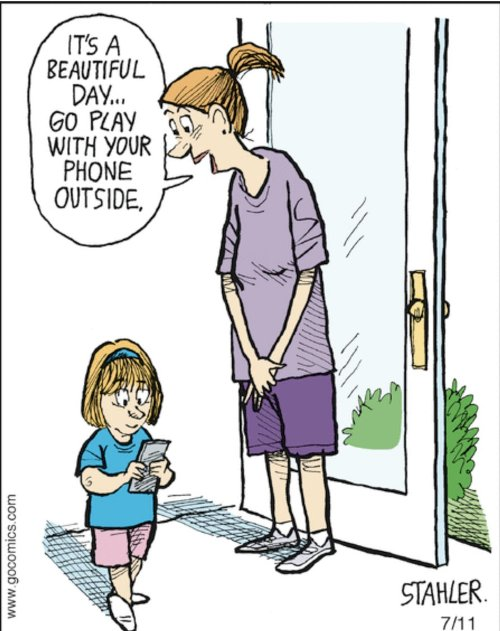 IT'S A
BEAUTIFUL
DAY...
GO PLAY
WITH YOUR
PHONE
OUTSIDE.
www.gocomics.com
STAHLER.
7/11